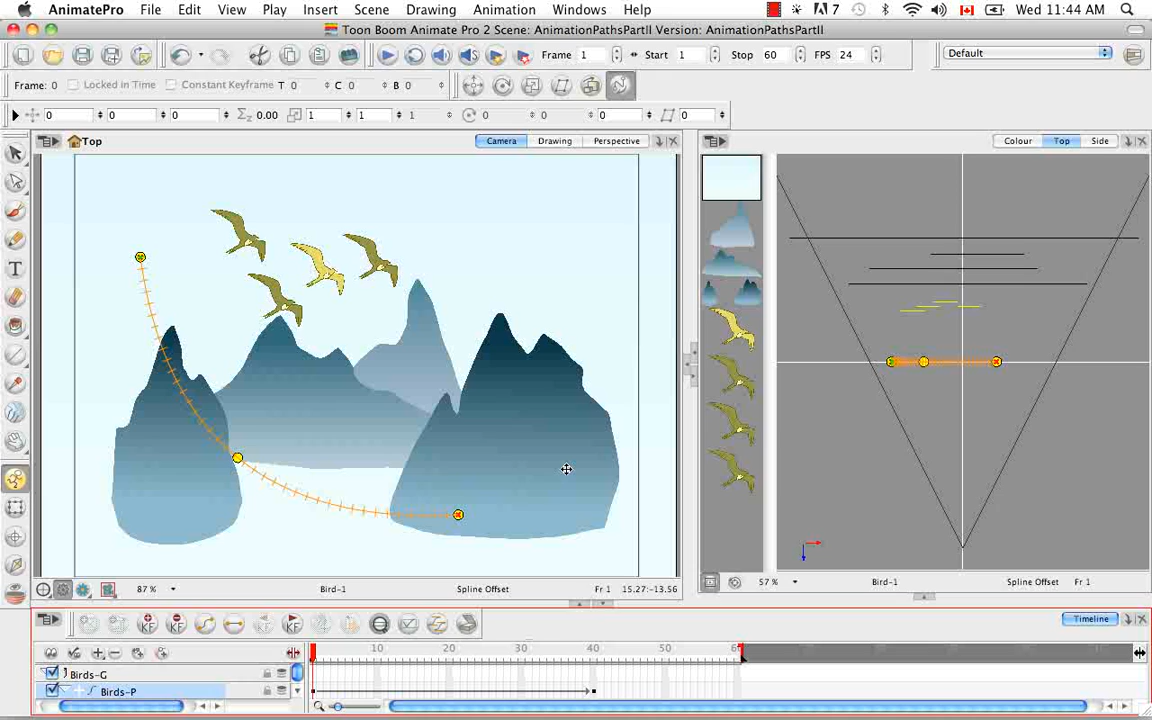 AnimatePro File Edit View Play Insert Scene Drawing Animation Windows Help 7 Wed 11:44 AM
Toon Boom Animate Pro 2 Scene: AnimationPathsPartII Version: AnimationPathsPartII
Frame 1 Start 1 Stop 60 FPS 24 Default
Frame: 0 Locked in Time Constant Keyframe T 0 C 0 B 0
0 0 0 Σz 0.00 1 1 1 0 0 0 0
Top Camera Drawing Perspective Colour Top Side
T
87 % Bird-1 Spline Offset Fr 1 15.27:-13.56 57 % Bird-1 Spline Offset Fr 1
Timeline
10 20 30 40 50 60
Birds-G
Birds-P